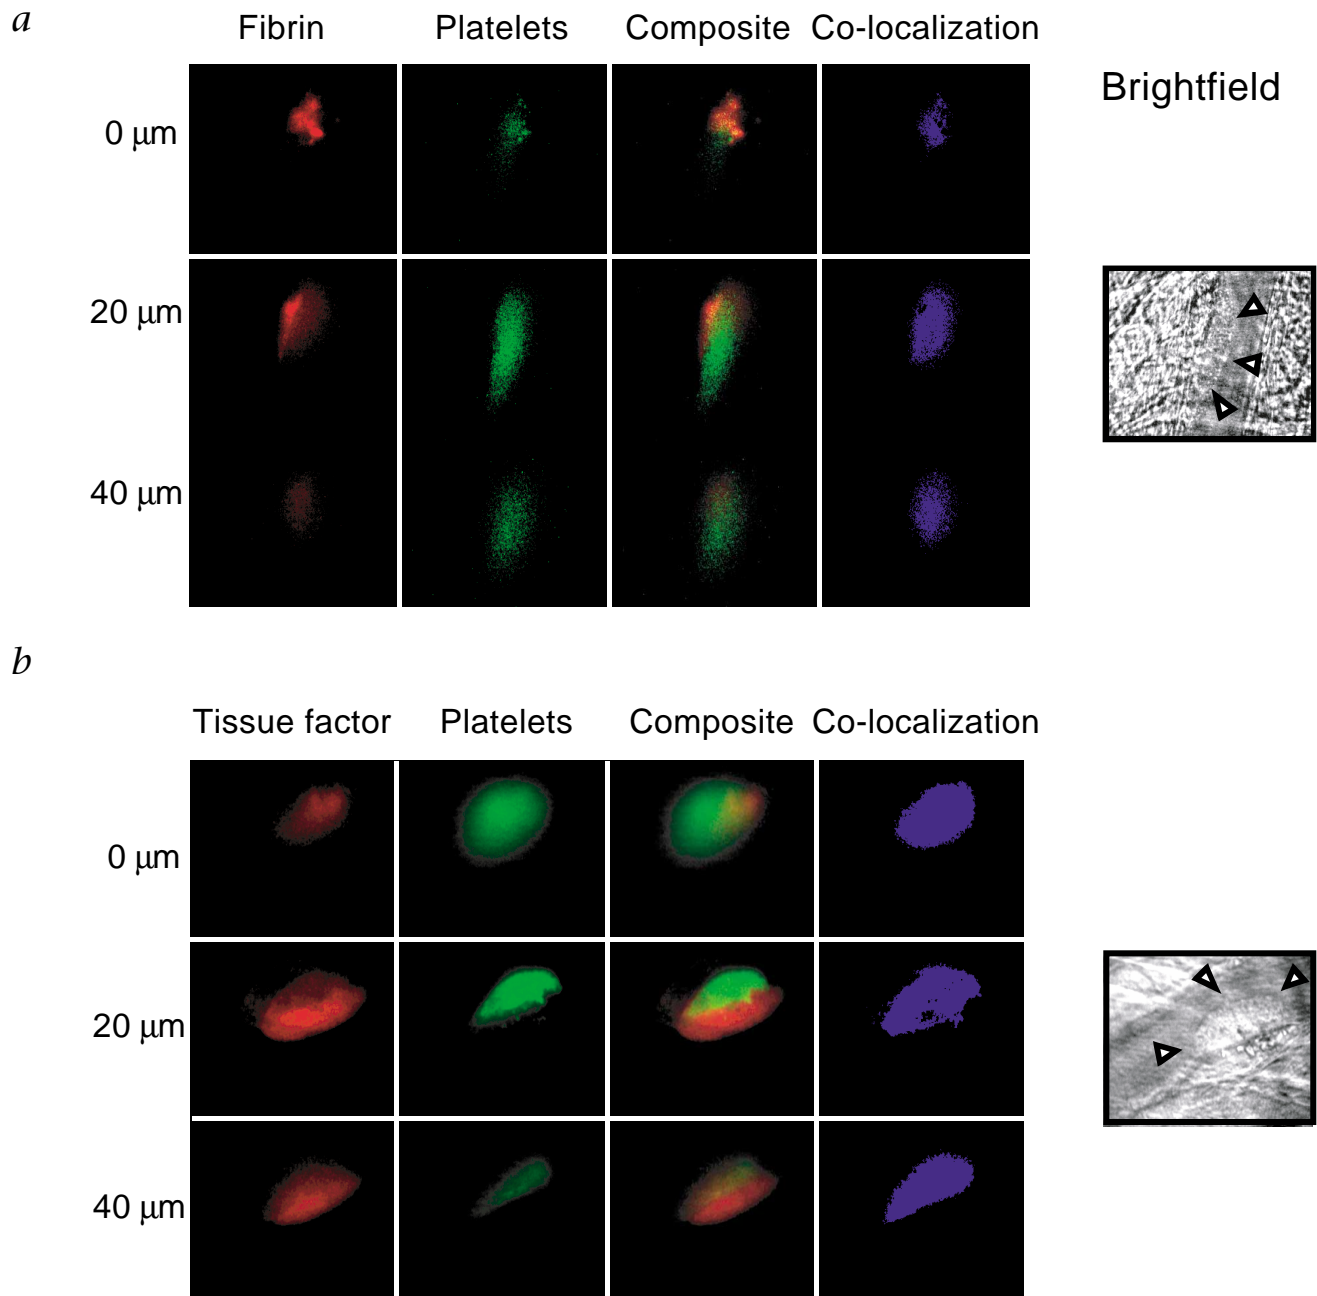 a
Fibrin Platelets Composite Co-localization
Brightfield
0 µm
20 µm
40 µm
b
Tissue factor Platelets Composite Co-localization
0 µm
20 µm
40 µm